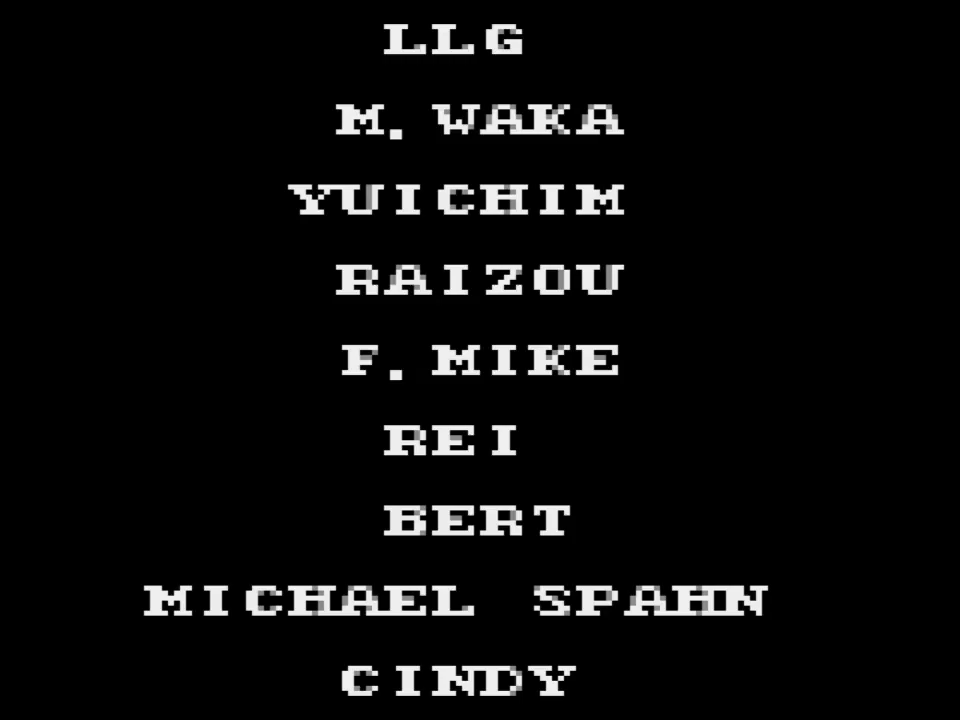 LLG
M. WAKA
YUICHIM
RAIZOU
F. MIKE
REI
BERT
MICHAEL SPAHN
CINDY